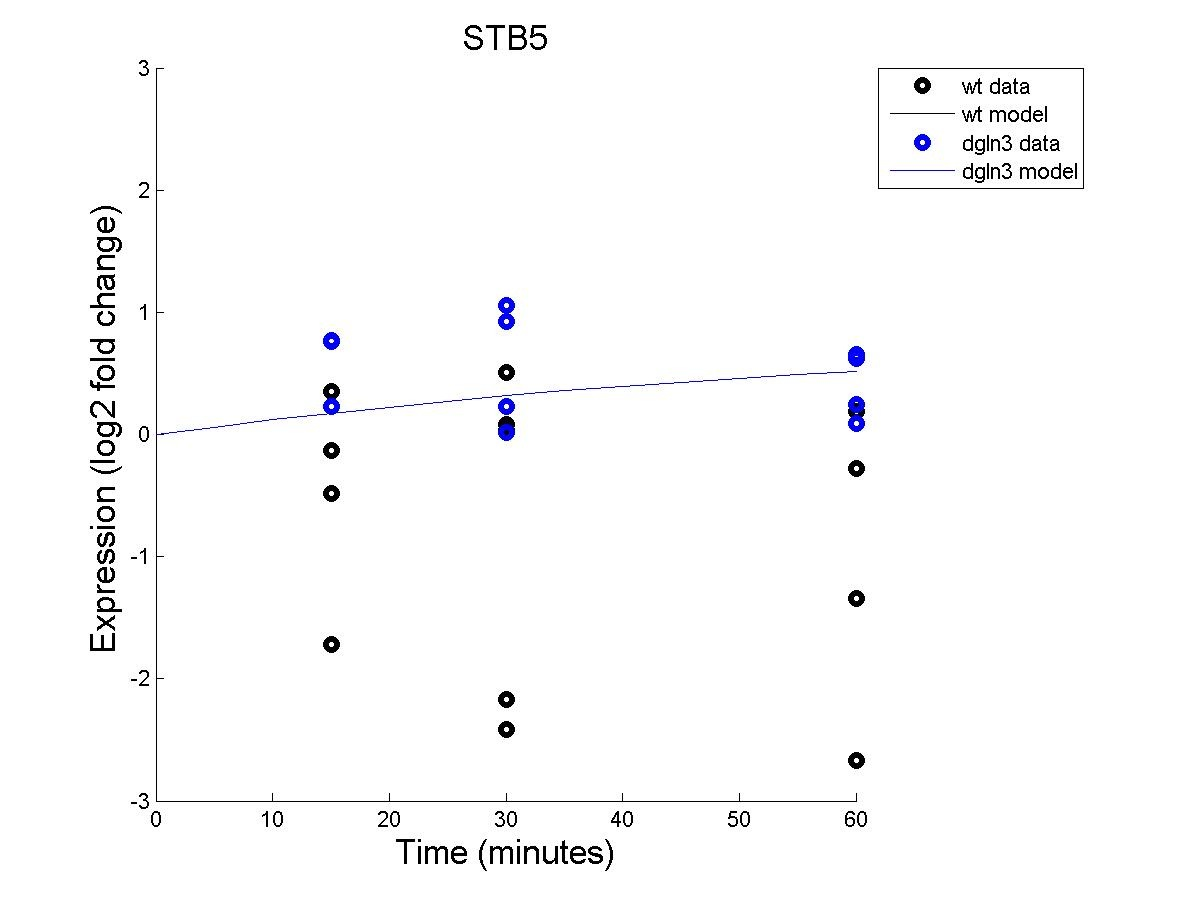 STB5
wt data
wt model
dgln3 data
dgln3 model
Expression (log2 fold change)
3
2
1
0
-1
-2
-3
0 10 20 30 40 50 60
Time (minutes)